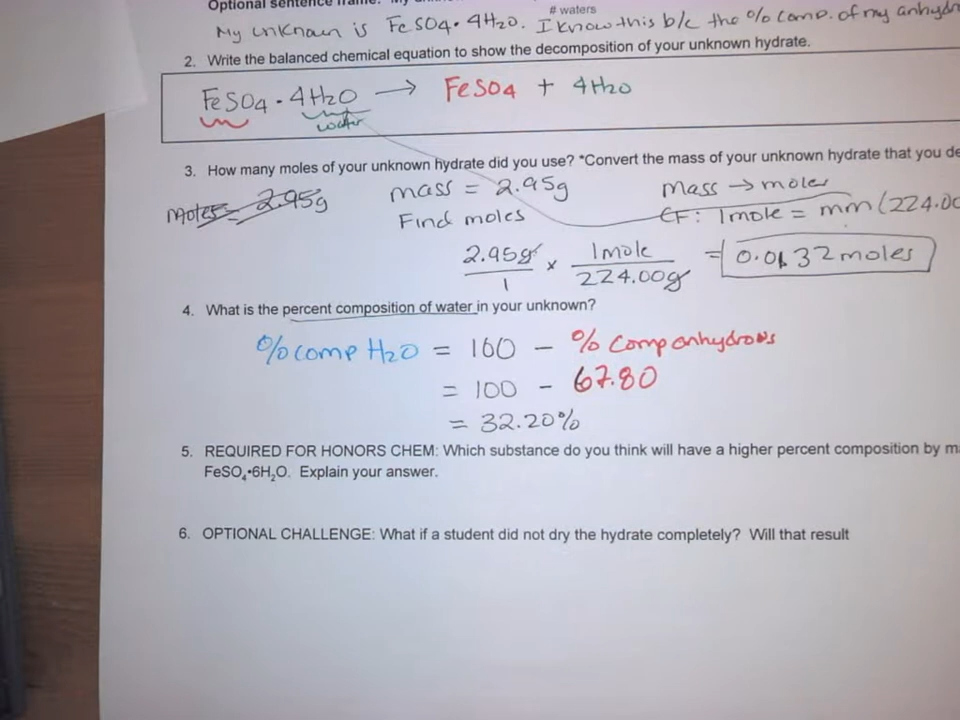 Optional sentence frame: My
# waters
My unknown is FeSO4 • 4H2O. I know this b/c the % comp. of my anhydr
2. Write the balanced chemical equation to show the decomposition of your unknown hydrate.
FeSO4 • 4H2O → FeSO4 + 4H2O
water
3. How many moles of your unknown hydrate did you use? *Convert the mass of your unknown hydrate that you de
moles = 2.95g mass = 2.95g Mass → moles
Find moles CF: 1mole = mm (224.00
2.95g / 1 × 1mole / 224.00g = 0.0132 moles
4. What is the percent composition of water in your unknown?
% comp H2O = 100 − % Comp anhydrous
= 100 − 67.80
= 32.20%
5. REQUIRED FOR HONORS CHEM: Which substance do you think will have a higher percent composition by m
FeSO4•6H2O. Explain your answer.
6. OPTIONAL CHALLENGE: What if a student did not dry the hydrate completely? Will that result